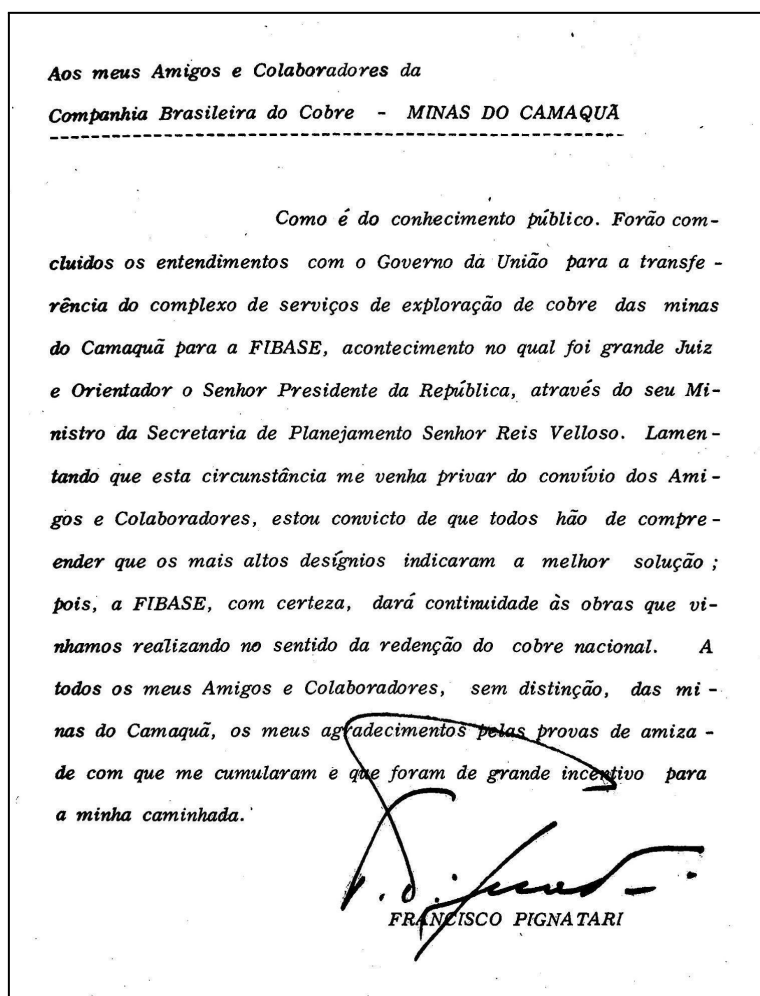 Aos meus Amigos e Colaboradores da
Companhia Brasileira do Cobre - MINAS DO CAMAQUÃ
Como é do conhecimento público. Forão com-
cluidos os entendimentos com o Governo da União para a transfe-
rência do complexo de serviços de exploração de cobre das minas
do Camaquã para a FIBASE, acontecimento no qual foi grande Juiz
e Orientador o Senhor Presidente da República, através do seu Mi-
nistro da Secretaria de Planejamento Senhor Reis Velloso. Lamen-
tando que esta circunstância me venha privar do convívio dos Ami-
gos e Colaboradores, estou convicto de que todos hão de compre-
ender que os mais altos desígnios indicaram a melhor solução;
pois, a FIBASE, com certeza, dará continuidade às obras que vi-
nhamos realizando no sentido da redenção do cobre nacional. A
todos os meus Amigos e Colaboradores, sem distinção, das mi-
nas do Camaquã, os meus agradecimentos pelas provas de amiza-
de com que me cumularam e que foram de grande incentivo para
a minha caminhada.
FRANCISCO PIGNATARI